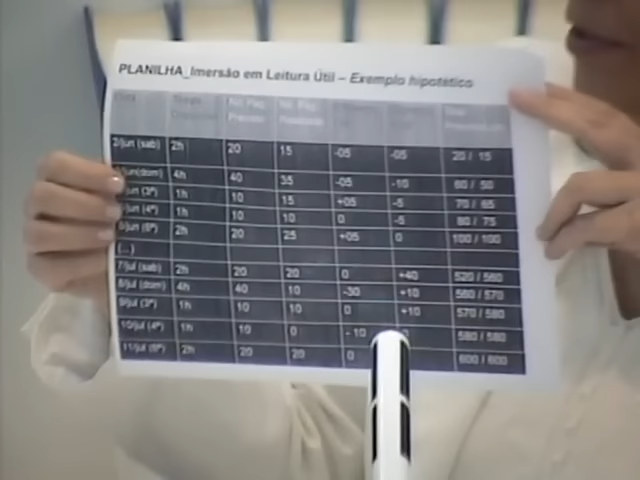 PLANILHA_Imersão em Leitura Útil – Exemplo hipotético
2/jun (sab) 2h 20 15 -05 -05 20 / 15
(dom) 4h 40 35 -05 -10 60 / 50
jun (3ª) 1h 10 15 +05 -5 70 / 65
jun (4ª) 1h 10 10 0 -5 80 / 75
jun (6ª) 2h 20 25 +05 0 100 / 100
(...)
7/jul (sab) 2h 20 20 0 +40 520 / 560
8/jul (dom) 4h 40 10 -30 +10 560 / 570
9/jul (3ª) 1h 10 10 0 +10 570 / 580
10/jul (4ª) 1h 10 0 - 10 580 / 580
11/jul (6ª) 2h 20 20 0 600 / 600